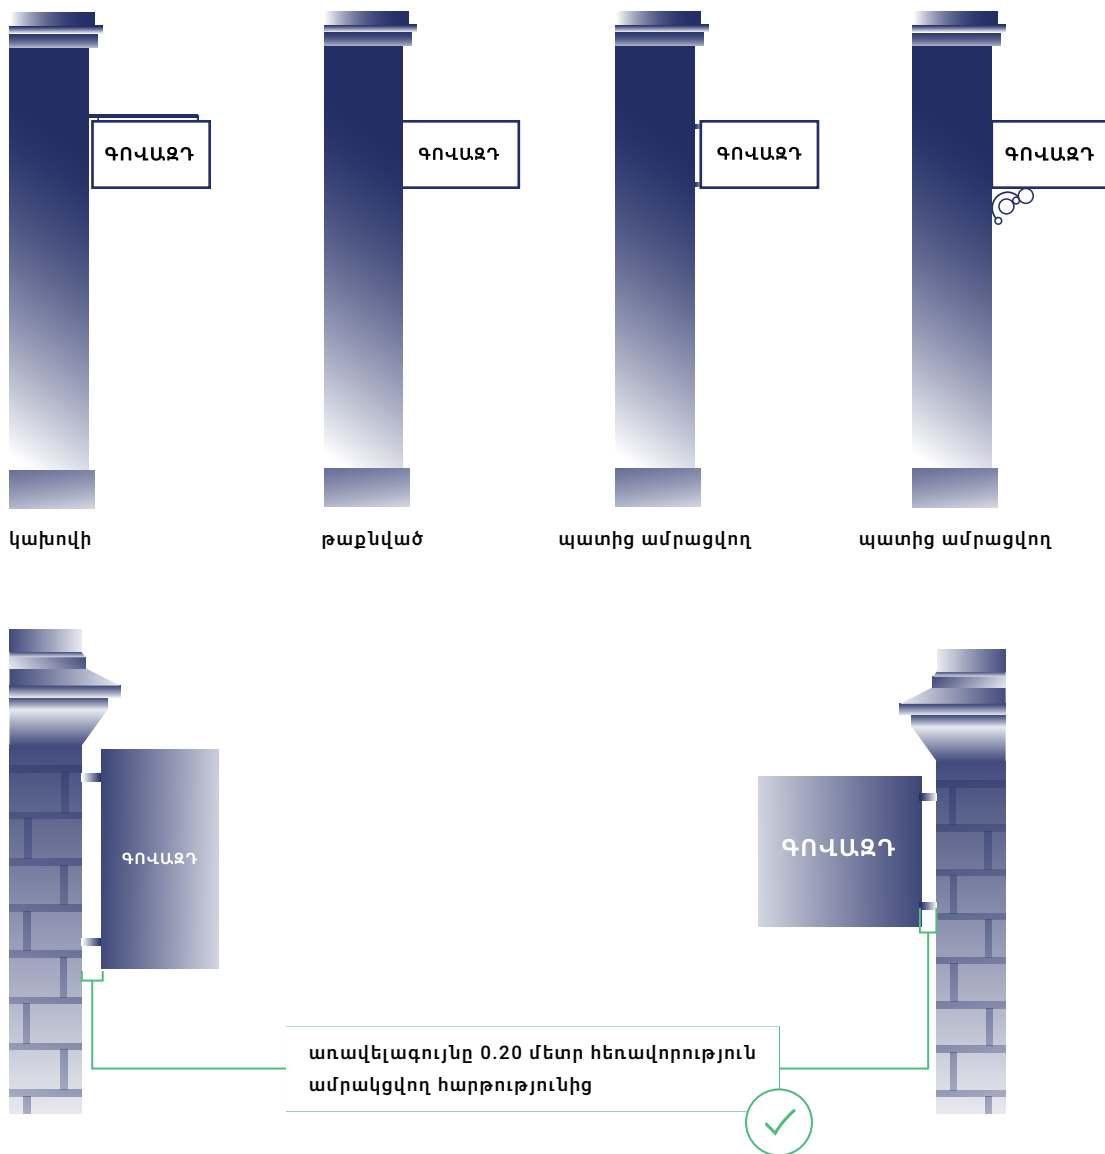 ԳՈՎԱԶԴ
ԳՈՎԱԶԴ
ԳՈՎԱԶԴ
ԳՈՎԱԶԴ
կախովի
թաքնված
պատից ամրացվող
պատից ամրացվող
ԳՈՎԱԶԴ
ԳՈՎԱԶԴ
առավելագույնը 0.20 մետր հեռավորություն
ամրակցվող հարթությունից